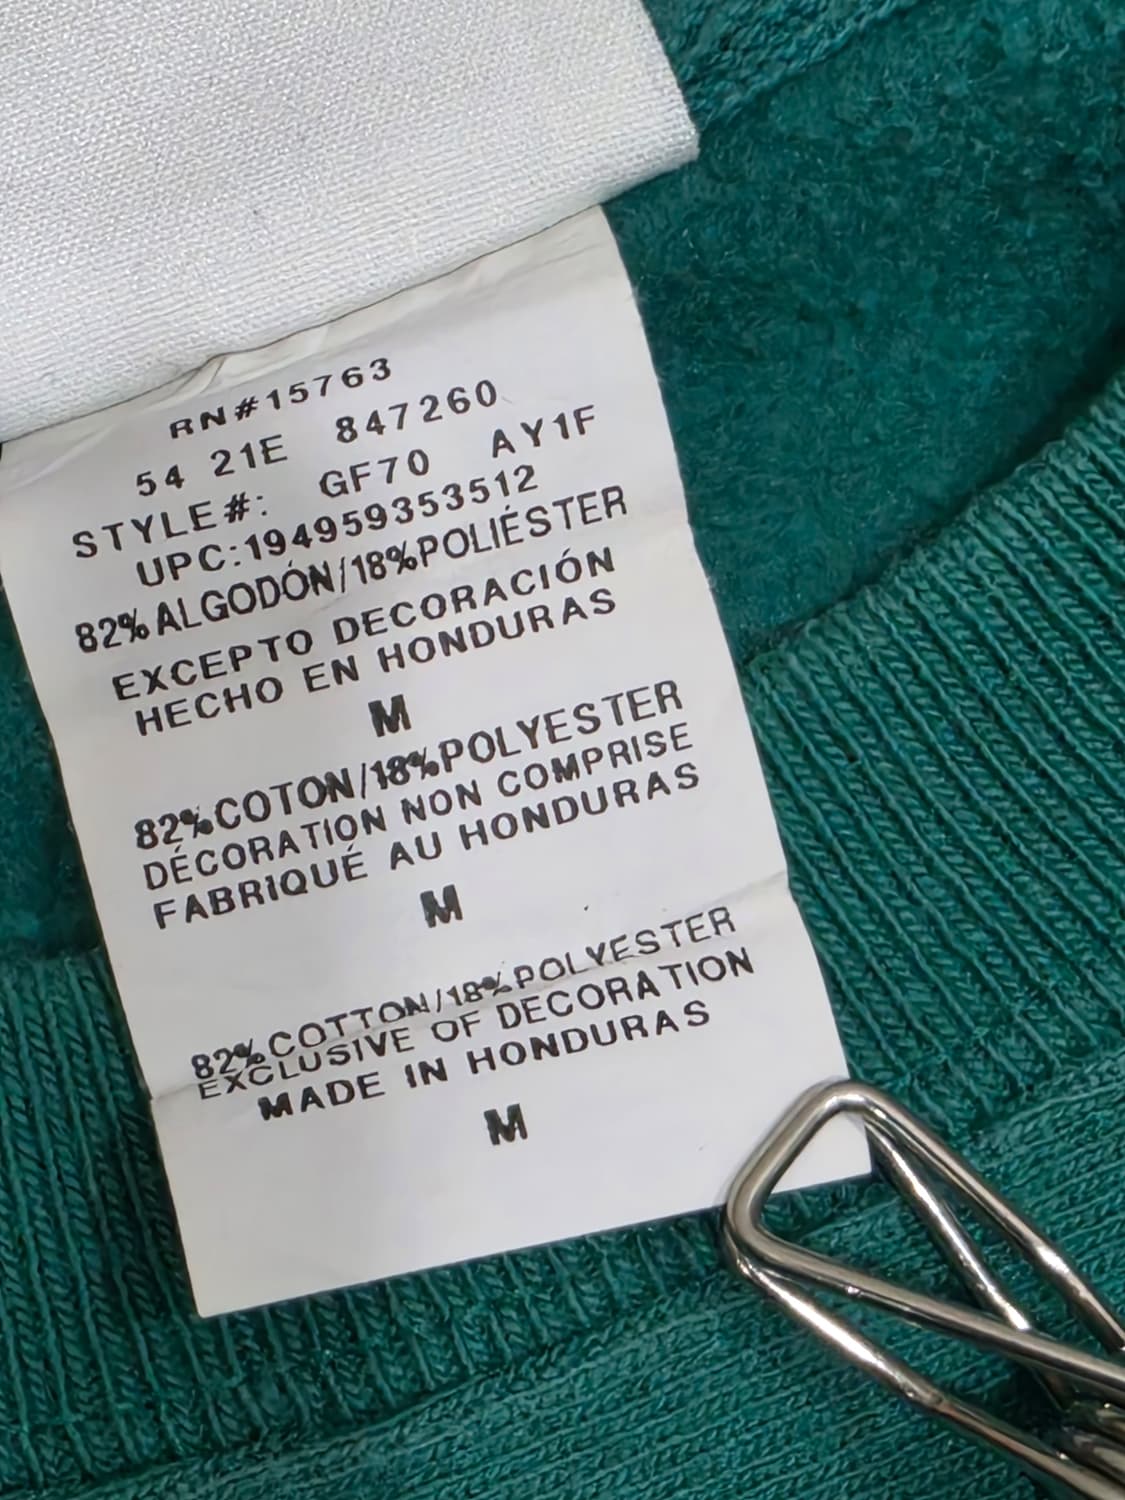 RN#15763
54 21E 847260
STYLE#: GF70 AY1F
UPC:194959353512
82%ALGODÓN/18%POLIÉSTER
EXCEPTO DECORACIÓN
HECHO EN HONDURAS
M
82%COTON/18%POLYESTER
DÉCORATION NON COMPRISE
FABRIQUÉ AU HONDURAS
M
82%COTTON/18%POLYESTER
EXCLUSIVE OF DECORATION
MADE IN HONDURAS
M